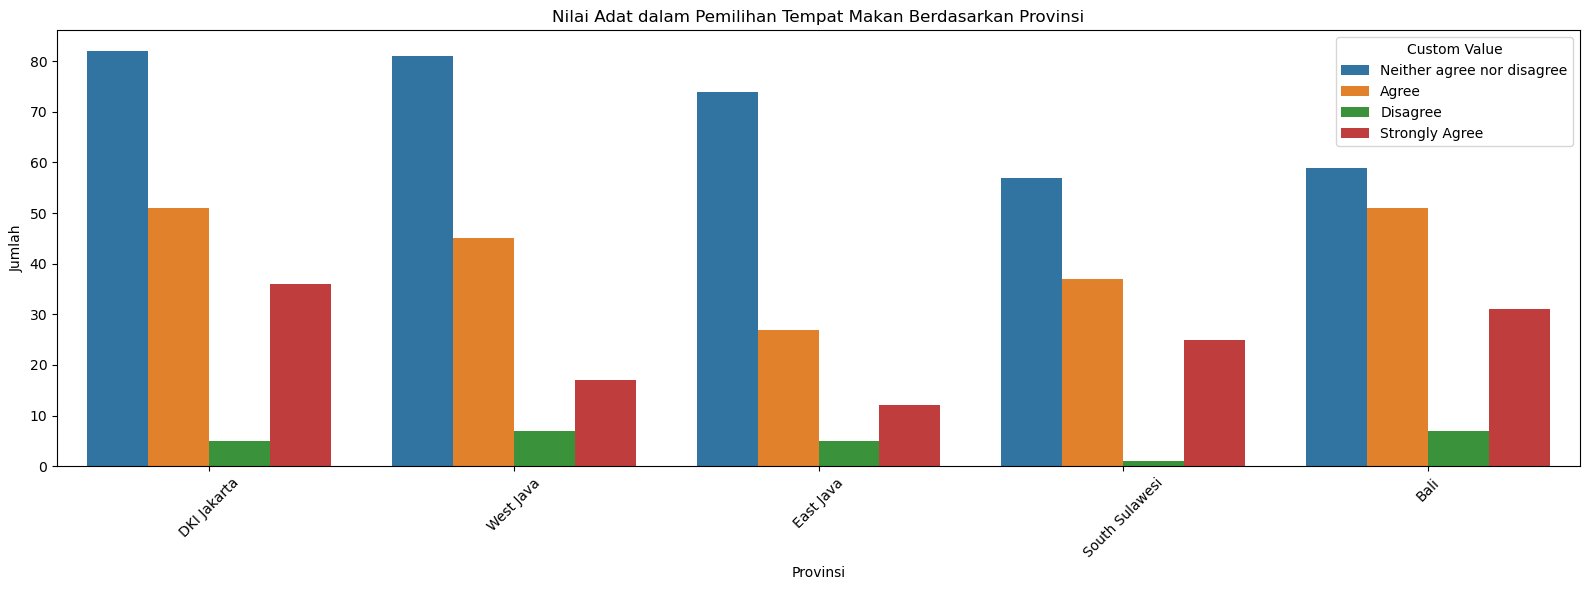 Nilai Adat dalam Pemilihan Tempat Makan Berdasarkan Provinsi
Custom Value
Neither agree nor disagree
Agree
Disagree
Strongly Agree
Jumlah
80
70
60
50
40
30
20
10
0
DKI Jakarta
West Java
East Java
South Sulawesi
Bali
Provinsi